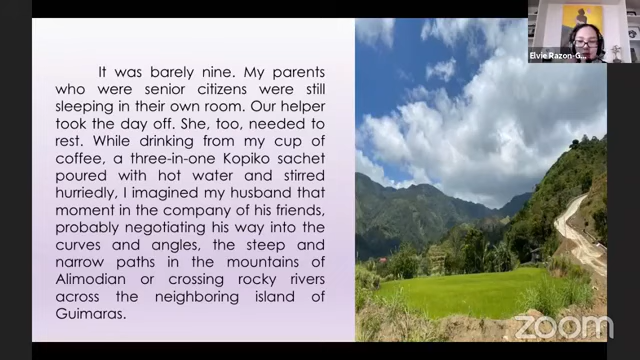 It was barely nine. My parents
who were senior citizens were still
sleeping in their own room. Our helper
took the day off. She, too, needed to
rest. While drinking from my cup of
coffee, a three-in-one Kopiko sachet
poured with hot water and stirred
hurriedly, I imagined my husband that
moment in the company of his friends,
probably negotiating his way into the
curves and angles, the steep and
narrow paths in the mountains of
Alimodian or crossing rocky rivers
across the neighboring island of
Guimaras.
Elvie Razon-G...
zoom